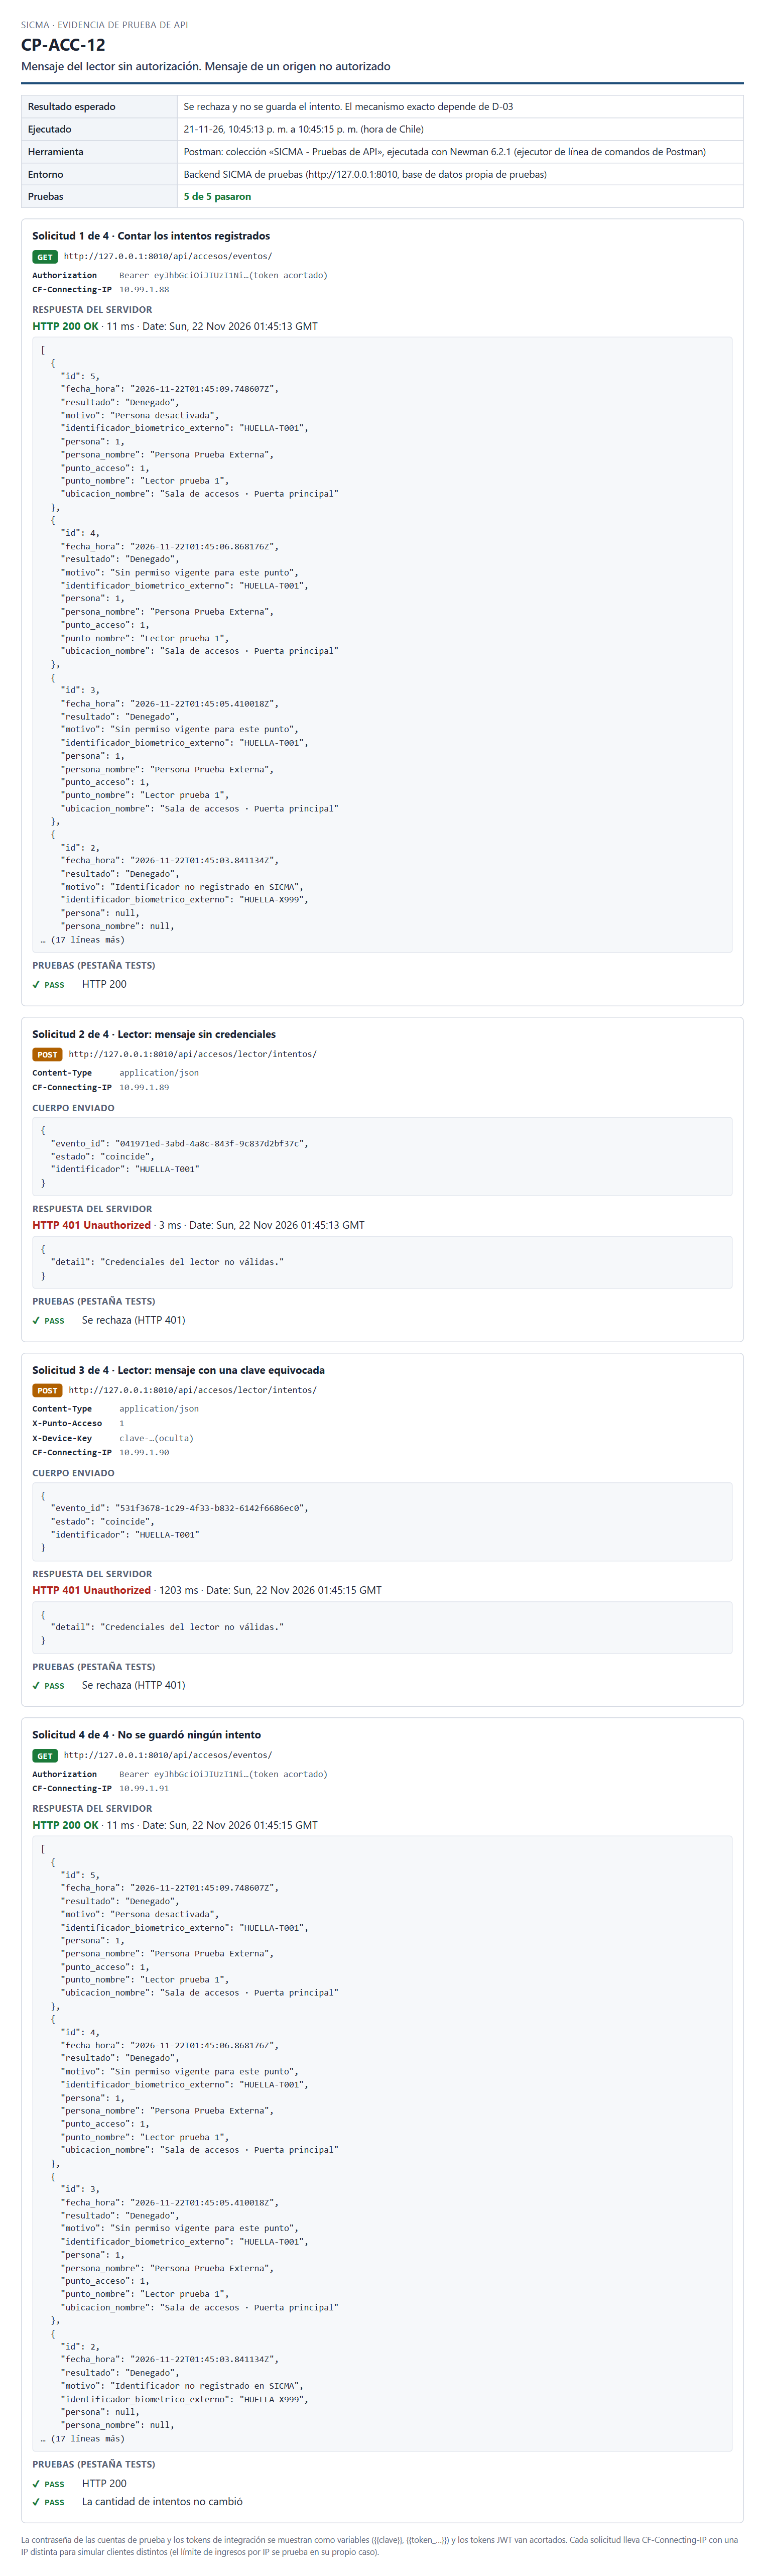 SICMA · EVIDENCIA DE PRUEBA DE API
CP-ACC-12
Mensaje del lector sin autorización. Mensaje de un origen no autorizado
Resultado esperado Se rechaza y no se guarda el intento. El mecanismo exacto depende de D-03
Ejecutado 21-11-26, 10:45:13 p. m. a 10:45:15 p. m. (hora de Chile)
Herramienta Postman: colección «SICMA - Pruebas de API», ejecutada con Newman 6.2.1 (ejecutor de línea de comandos de Postman)
Entorno Backend SICMA de pruebas (http://127.0.0.1:8010, base de datos propia de pruebas)
Pruebas 5 de 5 pasaron
Solicitud 1 de 4 · Contar los intentos registrados
GET http://127.0.0.1:8010/api/accesos/eventos/
Authorization Bearer eyJhbGciOiJIUzI1Ni…(token acortado)
CF-Connecting-IP 10.99.1.88
RESPUESTA DEL SERVIDOR
HTTP 200 OK · 11 ms · Date: Sun, 22 Nov 2026 01:45:13 GMT
[
{
"id": 5,
"fecha_hora": "2026-11-22T01:45:09.748607Z",
"resultado": "Denegado",
"motivo": "Persona desactivada",
"identificador_biometrico_externo": "HUELLA-T001",
"persona": 1,
"persona_nombre": "Persona Prueba Externa",
"punto_acceso": 1,
"punto_nombre": "Lector prueba 1",
"ubicacion_nombre": "Sala de accesos · Puerta principal"
},
{
"id": 4,
"fecha_hora": "2026-11-22T01:45:06.868176Z",
"resultado": "Denegado",
"motivo": "Sin permiso vigente para este punto",
"identificador_biometrico_externo": "HUELLA-T001",
"persona": 1,
"persona_nombre": "Persona Prueba Externa",
"punto_acceso": 1,
"punto_nombre": "Lector prueba 1",
"ubicacion_nombre": "Sala de accesos · Puerta principal"
},
{
"id": 3,
"fecha_hora": "2026-11-22T01:45:05.410018Z",
"resultado": "Denegado",
"motivo": "Sin permiso vigente para este punto",
"identificador_biometrico_externo": "HUELLA-T001",
"persona": 1,
"persona_nombre": "Persona Prueba Externa",
"punto_acceso": 1,
"punto_nombre": "Lector prueba 1",
"ubicacion_nombre": "Sala de accesos · Puerta principal"
},
{
"id": 2,
"fecha_hora": "2026-11-22T01:45:03.841134Z",
"resultado": "Denegado",
"motivo": "Identificador no registrado en SICMA",
"identificador_biometrico_externo": "HUELLA-X999",
"persona": null,
"persona_nombre": null,
… (17 líneas más)
PRUEBAS (PESTAÑA TESTS)
✓ PASS HTTP 200
Solicitud 2 de 4 · Lector: mensaje sin credenciales
POST http://127.0.0.1:8010/api/accesos/lector/intentos/
Content-Type application/json
CF-Connecting-IP 10.99.1.89
CUERPO ENVIADO
{
"evento_id": "041971ed-3abd-4a8c-843f-9c837d2bf37c",
"estado": "coincide",
"identificador": "HUELLA-T001"
}
RESPUESTA DEL SERVIDOR
HTTP 401 Unauthorized · 3 ms · Date: Sun, 22 Nov 2026 01:45:13 GMT
{
"detail": "Credenciales del lector no válidas."
}
PRUEBAS (PESTAÑA TESTS)
✓ PASS Se rechaza (HTTP 401)
Solicitud 3 de 4 · Lector: mensaje con una clave equivocada
POST http://127.0.0.1:8010/api/accesos/lector/intentos/
Content-Type application/json
X-Punto-Acceso 1
X-Device-Key clave-…(oculta)
CF-Connecting-IP 10.99.1.90
CUERPO ENVIADO
{
"evento_id": "531f3678-1c29-4f33-b832-6142f6686ec0",
"estado": "coincide",
"identificador": "HUELLA-T001"
}
RESPUESTA DEL SERVIDOR
HTTP 401 Unauthorized · 1203 ms · Date: Sun, 22 Nov 2026 01:45:15 GMT
{
"detail": "Credenciales del lector no válidas."
}
PRUEBAS (PESTAÑA TESTS)
✓ PASS Se rechaza (HTTP 401)
Solicitud 4 de 4 · No se guardó ningún intento
GET http://127.0.0.1:8010/api/accesos/eventos/
Authorization Bearer eyJhbGciOiJIUzI1Ni…(token acortado)
CF-Connecting-IP 10.99.1.91
RESPUESTA DEL SERVIDOR
HTTP 200 OK · 11 ms · Date: Sun, 22 Nov 2026 01:45:15 GMT
[
{
"id": 5,
"fecha_hora": "2026-11-22T01:45:09.748607Z",
"resultado": "Denegado",
"motivo": "Persona desactivada",
"identificador_biometrico_externo": "HUELLA-T001",
"persona": 1,
"persona_nombre": "Persona Prueba Externa",
"punto_acceso": 1,
"punto_nombre": "Lector prueba 1",
"ubicacion_nombre": "Sala de accesos · Puerta principal"
},
{
"id": 4,
"fecha_hora": "2026-11-22T01:45:06.868176Z",
"resultado": "Denegado",
"motivo": "Sin permiso vigente para este punto",
"identificador_biometrico_externo": "HUELLA-T001",
"persona": 1,
"persona_nombre": "Persona Prueba Externa",
"punto_acceso": 1,
"punto_nombre": "Lector prueba 1",
"ubicacion_nombre": "Sala de accesos · Puerta principal"
},
{
"id": 3,
"fecha_hora": "2026-11-22T01:45:05.410018Z",
"resultado": "Denegado",
"motivo": "Sin permiso vigente para este punto",
"identificador_biometrico_externo": "HUELLA-T001",
"persona": 1,
"persona_nombre": "Persona Prueba Externa",
"punto_acceso": 1,
"punto_nombre": "Lector prueba 1",
"ubicacion_nombre": "Sala de accesos · Puerta principal"
},
{
"id": 2,
"fecha_hora": "2026-11-22T01:45:03.841134Z",
"resultado": "Denegado",
"motivo": "Identificador no registrado en SICMA",
"identificador_biometrico_externo": "HUELLA-X999",
"persona": null,
"persona_nombre": null,
… (17 líneas más)
PRUEBAS (PESTAÑA TESTS)
✓ PASS HTTP 200
✓ PASS La cantidad de intentos no cambió
La contraseña de las cuentas de prueba y los tokens de integración se muestran como variables ({{clave}}, {{token_…}}) y los tokens JWT van acortados. Cada solicitud lleva CF-Connecting-IP con una
IP distinta para simular clientes distintos (el límite de ingresos por IP se prueba en su propio caso).